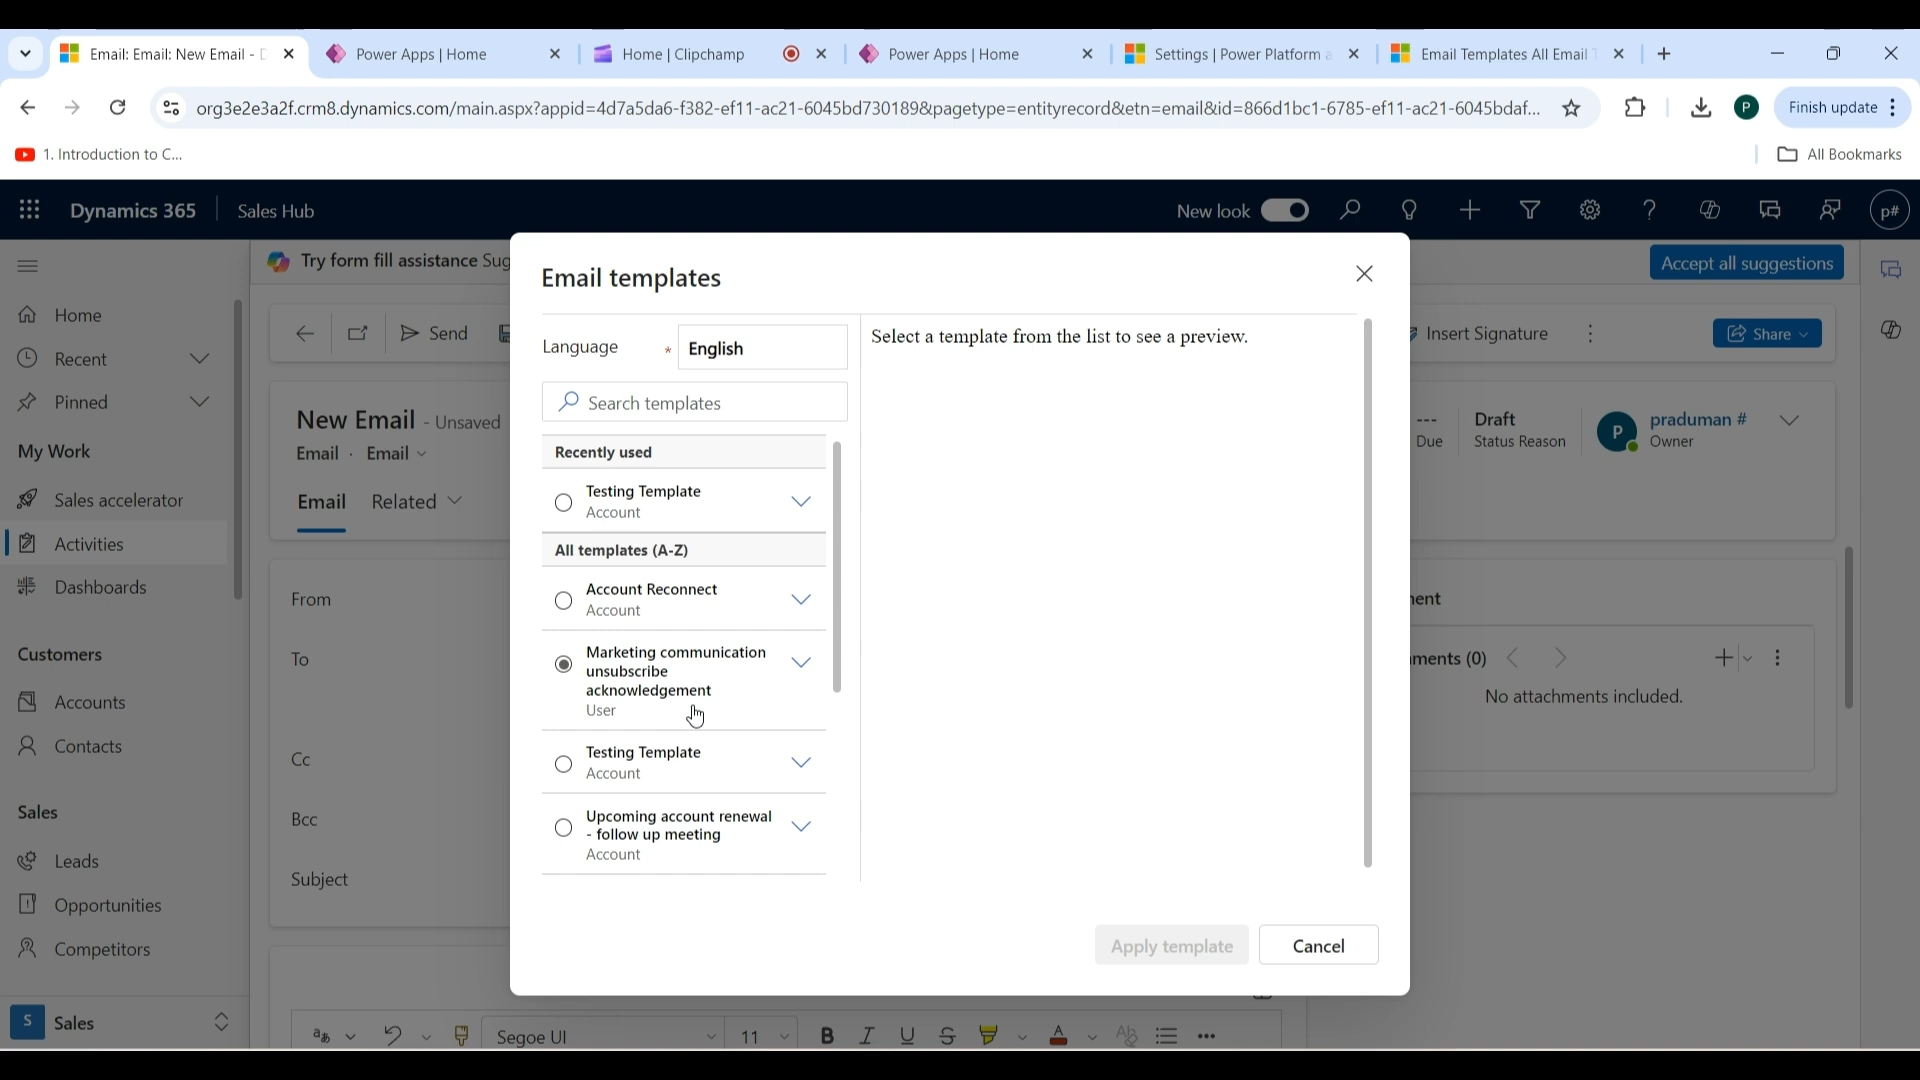 Email: Email: New Email - D
Power Apps | Home
Home | Clipchamp
Power Apps | Home
Settings | Power Platform a
Email Templates All Email T
org3e2e3a2f.crm8.dynamics.com/main.aspx?appid=4d7a5da6-f382-ef11-ac21-6045bd730189&pagetype=entityrecord&etn=email&id=866d1bc1-6785-ef11-ac21-6045bdaf...
P
Finish update
1. Introduction to C...
All Bookmarks
Dynamics 365
Sales Hub
New look
p#
Try form fill assistance Sug
Accept all suggestions
Home
Recent
Pinned
My Work
Sales accelerator
Activities
Dashboards
Customers
Accounts
Contacts
Sales
Leads
Opportunities
Competitors
S
Sales
Send
Insert Signature
Share
New Email - Unsaved
Email · Email
Email
Related
---
Due
Draft
Status Reason
P
praduman #
Owner
From
To
Cc
Bcc
Subject
ent
ments (0)
No attachments included.
Email templates
Language
*
English
Search templates
Recently used
Testing Template
Account
All templates (A-Z)
Account Reconnect
Account
Marketing communication
unsubscribe
acknowledgement
User
Testing Template
Account
Upcoming account renewal
- follow up meeting
Account
Select a template from the list to see a preview.
Apply template
Cancel
Segoe UI
11
B
I
U
S
A